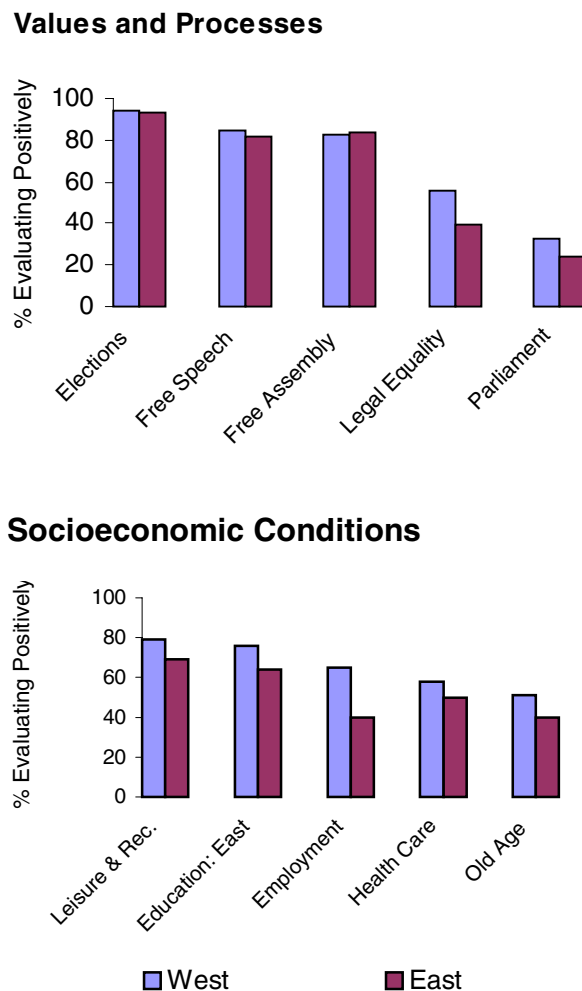 Values and Processes
% Evaluating Positively
100
80
60
40
20
0
Elections
Free Speech
Free Assembly
Legal Equality
Parliament
Socioeconomic Conditions
% Evaluating Positively
100
80
60
40
20
0
Leisure & Rec.
Education: East
Employment
Health Care
Old Age
West
East